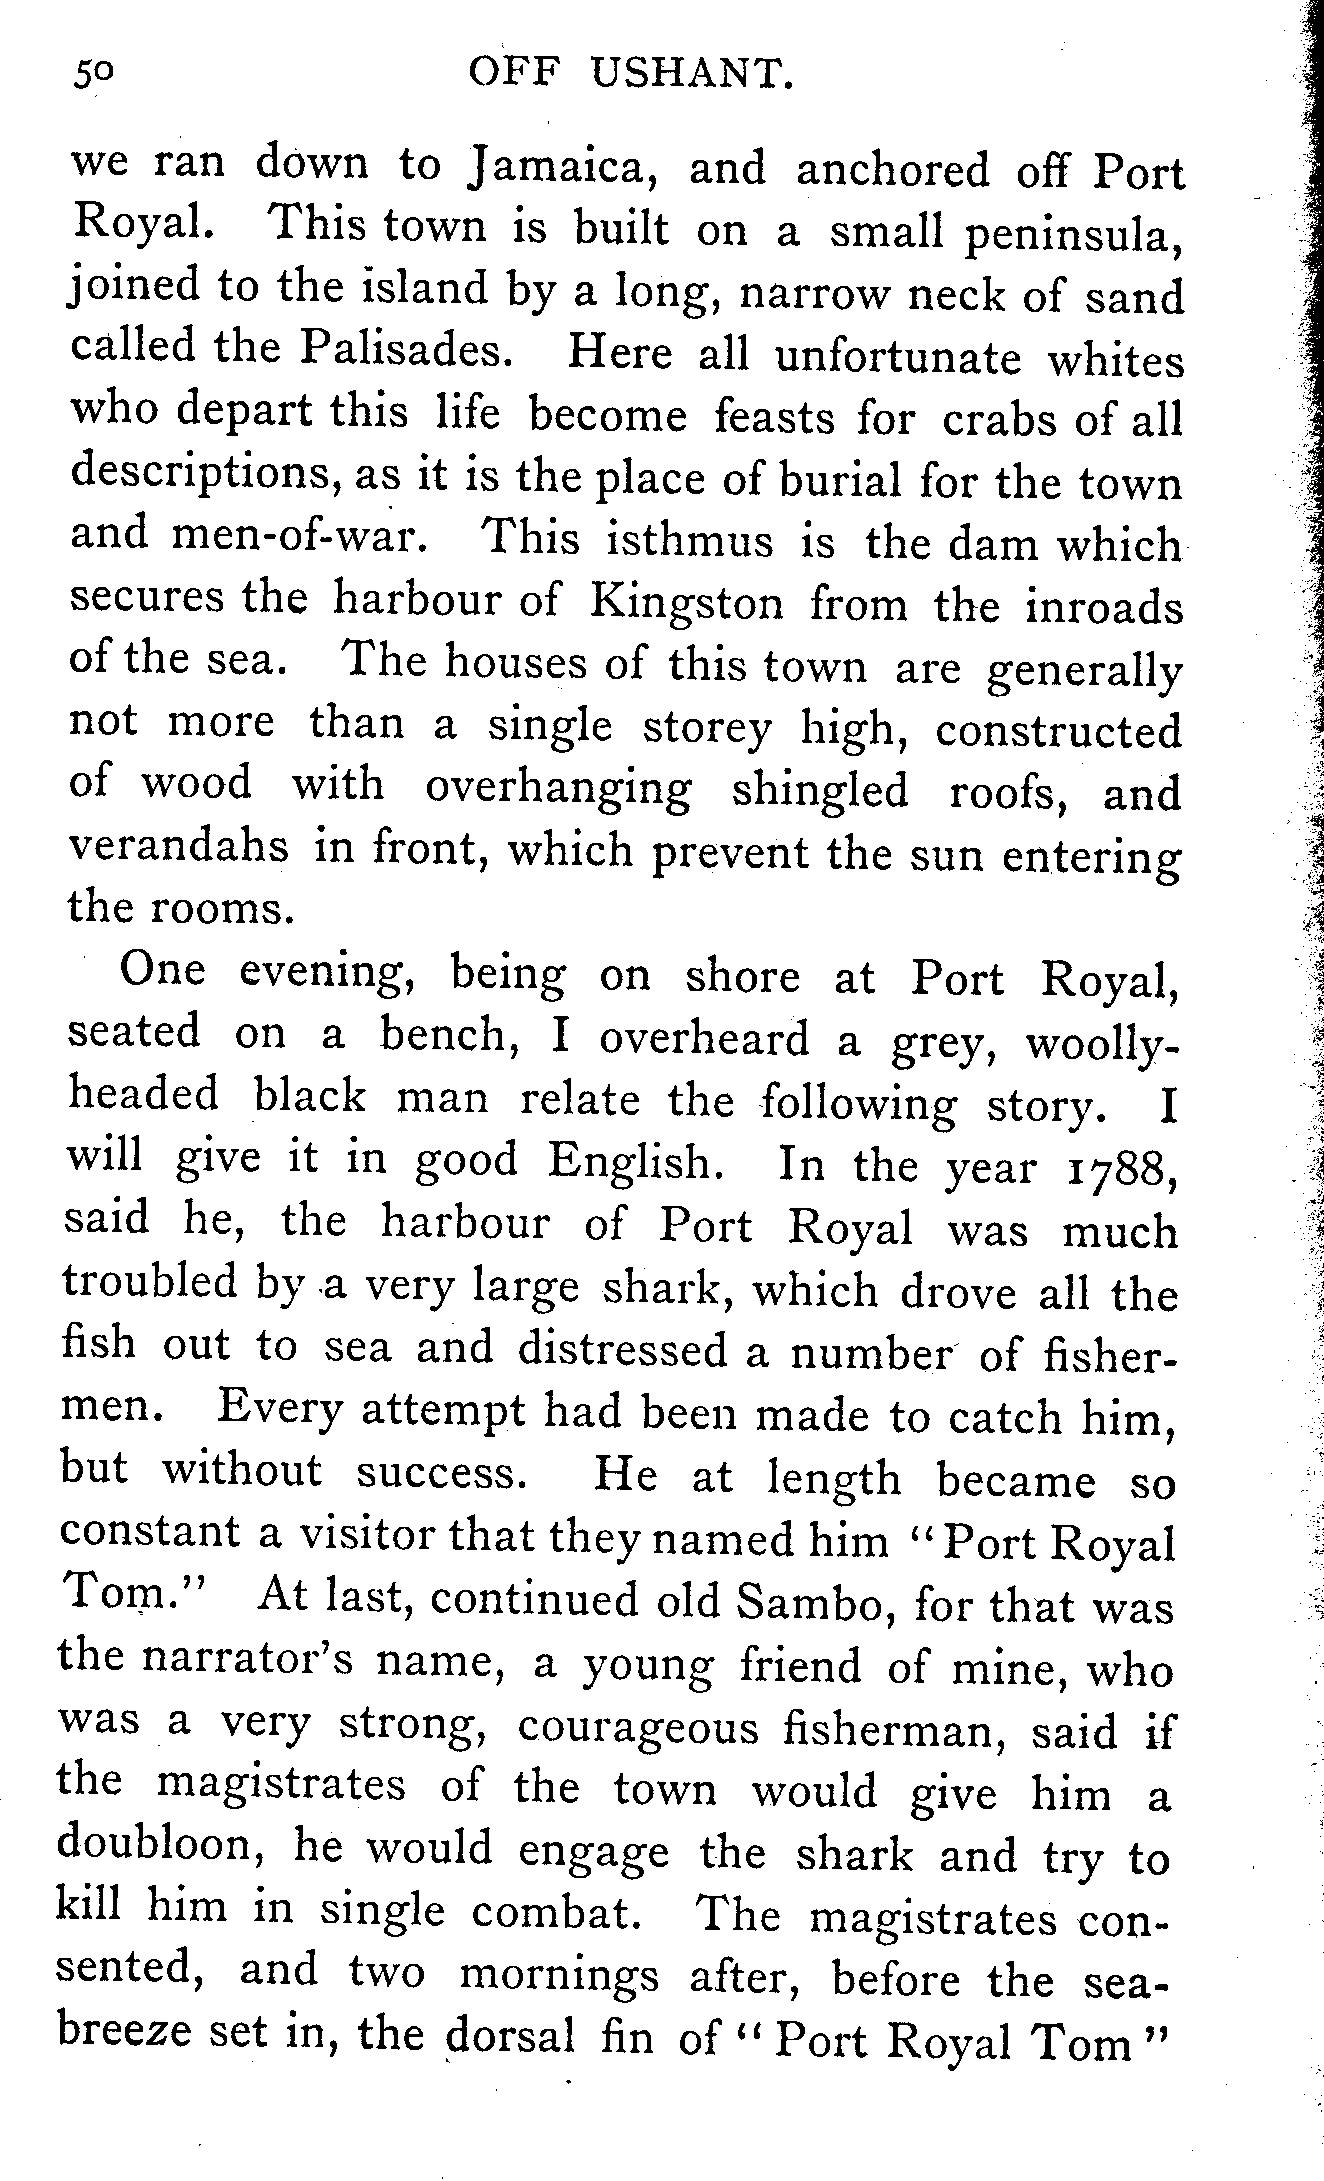 50 OFF USHANT.
we ran down to Jamaica, and anchored off Port
Royal. This town is built on a small peninsula,
joined to the island by a long, narrow neck of sand
called the Palisades. Here all unfortunate whites
who depart this life become feasts for crabs of all
descriptions, as it is the place of burial for the town
and men-of-war. This isthmus is the dam which
secures the harbour of Kingston from the inroads
of the sea. The houses of this town are generally
not more than a single storey high, constructed
of wood with overhanging shingled roofs, and
verandahs in front, which prevent the sun entering
the rooms.
One evening, being on shore at Port Royal,
seated on a bench, I overheard a grey, woolly-
headed black man relate the following story. I
will give it in good English. In the year 1788,
said he, the harbour of Port Royal was much
troubled by a very large shark, which drove all the
fish out to sea and distressed a number of fisher-
men. Every attempt had been made to catch him,
but without success. He at length became so
constant a visitor that they named him "Port Royal
Tom." At last, continued old Sambo, for that was
the narrator's name, a young friend of mine, who
was a very strong, courageous fisherman, said if
the magistrates of the town would give him a
doubloon, he would engage the shark and try to
kill him in single combat. The magistrates con-
sented, and two mornings after, before the sea-
breeze set in, the dorsal fin of "Port Royal Tom"